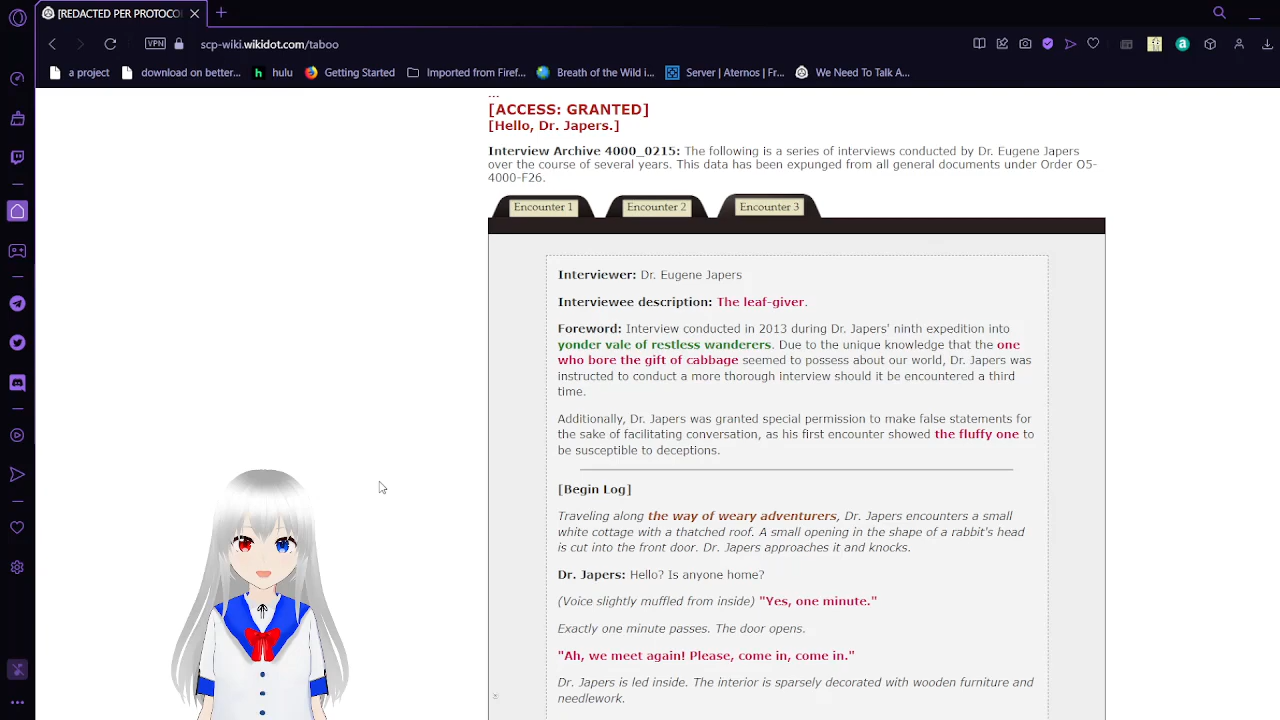 [REDACTED PER PROTOCO
VPN
scp-wiki.wikidot.com/taboo
a project
download on better...
hulu
Getting Started
Imported from Firef...
Breath of the Wild i...
Server | Aternos | Fr...
We Need To Talk A...
...
[ACCESS: GRANTED]
[Hello, Dr. Japers.]
Interview Archive 4000_0215: The following is a series of interviews conducted by Dr. Eugene Japers
over the course of several years. This data has been expunged from all general documents under Order O5-
4000-F26.
Encounter 1
Encounter 2
Encounter 3
Interviewer: Dr. Eugene Japers
Interviewee description: The leaf-giver.
Foreword: Interview conducted in 2013 during Dr. Japers' ninth expedition into
yonder vale of restless wanderers. Due to the unique knowledge that the one
who bore the gift of cabbage seemed to possess about our world, Dr. Japers was
instructed to conduct a more thorough interview should it be encountered a third
time.
Additionally, Dr. Japers was granted special permission to make false statements for
the sake of facilitating conversation, as his first encounter showed the fluffy one to
be susceptible to deceptions.
[Begin Log]
Traveling along the way of weary adventurers, Dr. Japers encounters a small
white cottage with a thatched roof. A small opening in the shape of a rabbit's head
is cut into the front door. Dr. Japers approaches it and knocks.
Dr. Japers: Hello? Is anyone home?
(Voice slightly muffled from inside) "Yes, one minute."
Exactly one minute passes. The door opens.
"Ah, we meet again! Please, come in, come in."
Dr. Japers is led inside. The interior is sparsely decorated with wooden furniture and
needlework.